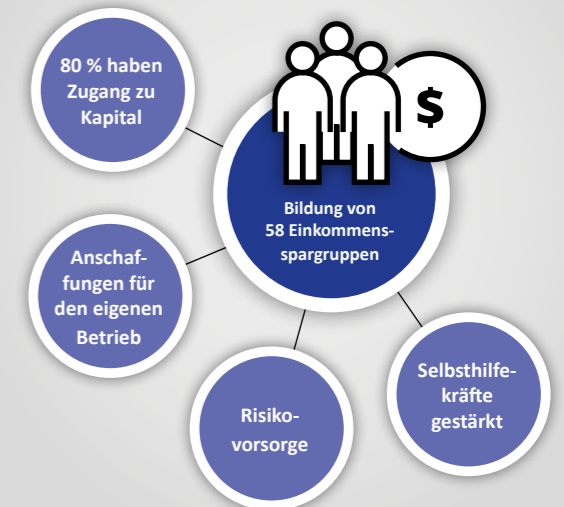 80 % haben
Zugang zu
Kapital
$
Bildung von
58 Einkommens-
spargruppen
Anschaf-
fungen für
den eigenen
Betrieb
Risiko-
vorsorge
Selbsthilfe-
kräfte
gestärkt